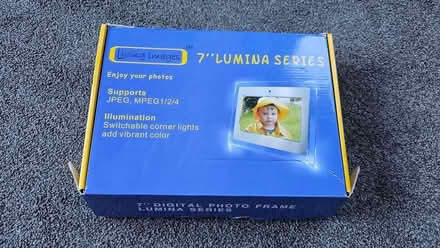 7" LUMINA SERIES
Enjoy your photos
Supports
JPEG, MPEG1/2/4
Illumination
Switchable corner lights
add vibrant color
7" DIGITAL PHOTO FRAME
LUMINA SERIES